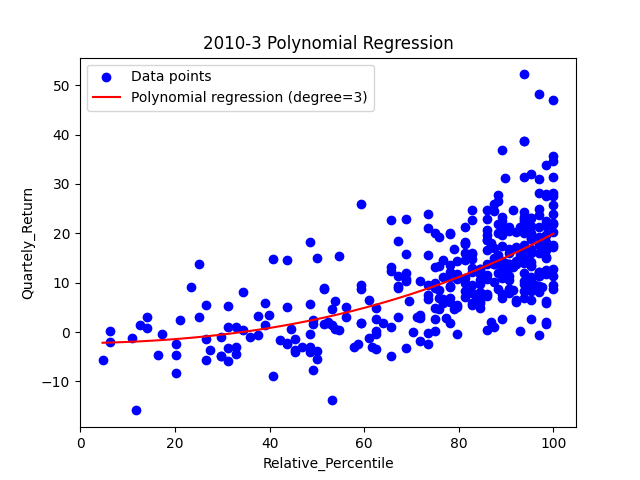 2010-3 Polynomial Regression
Data points
Polynomial regression (degree=3)
50
40
30
20
10
0
−10
Quartely_Return
0 20 40 60 80 100
Relative_Percentile